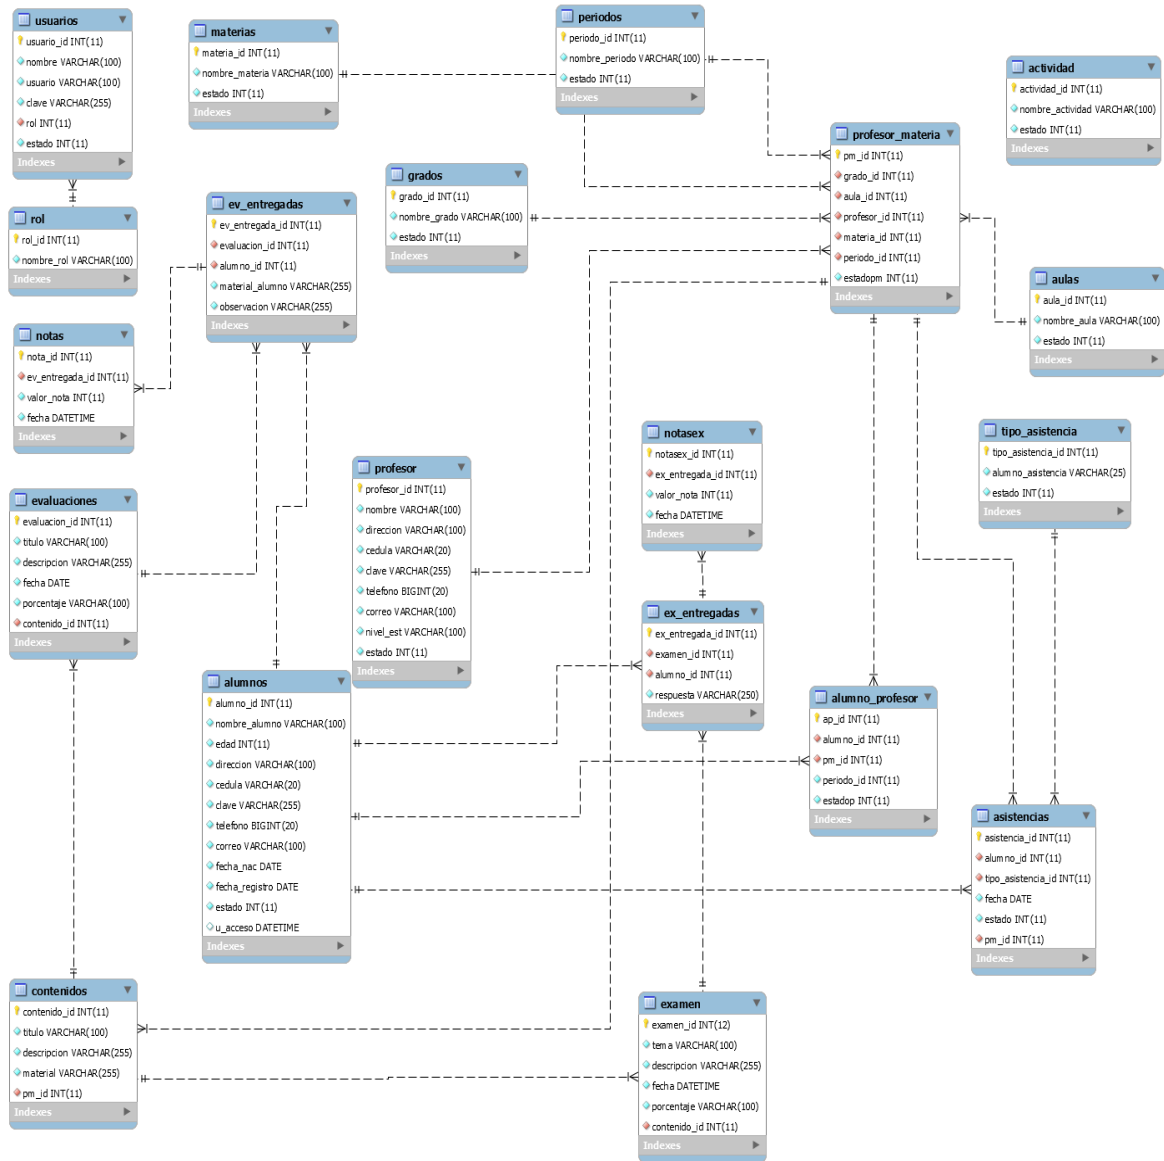 usuarios
usuario_id INT(11)
nombre VARCHAR(100)
usuario VARCHAR(100)
clave VARCHAR(255)
rol INT(11)
estado INT(11)
Indexes
materias
materia_id INT(11)
nombre_materia VARCHAR(100)
estado INT(11)
Indexes
periodos
periodo_id INT(11)
nombre_periodo VARCHAR(100)
estado INT(11)
Indexes
actividad
actividad_id INT(11)
nombre_actividad VARCHAR(100)
estado INT(11)
Indexes
profesor_materia
pm_id INT(11)
grado_id INT(11)
aula_id INT(11)
profesor_id INT(11)
materia_id INT(11)
periodo_id INT(11)
estadopm INT(11)
Indexes
grados
grado_id INT(11)
nombre_grado VARCHAR(100)
estado INT(11)
Indexes
ev_entregadas
ev_entregada_id INT(11)
evaluacion_id INT(11)
alumno_id INT(11)
material_alumno VARCHAR(255)
observacion VARCHAR(255)
Indexes
rol
rol_id INT(11)
nombre_rol VARCHAR(100)
Indexes
aulas
aula_id INT(11)
nombre_aula VARCHAR(100)
estado INT(11)
Indexes
notas
nota_id INT(11)
ev_entregada_id INT(11)
valor_nota INT(11)
fecha DATETIME
Indexes
notasex
notasex_id INT(11)
ex_entregada_id INT(11)
valor_nota INT(11)
fecha DATETIME
Indexes
tipo_asistencia
tipo_asistencia_id INT(11)
alumno_asistencia VARCHAR(25)
estado INT(11)
Indexes
profesor
profesor_id INT(11)
nombre VARCHAR(100)
direccion VARCHAR(100)
cedula VARCHAR(20)
clave VARCHAR(255)
telefono BIGINT(20)
correo VARCHAR(100)
nivel_est VARCHAR(100)
estado INT(11)
Indexes
evaluaciones
evaluacion_id INT(11)
titulo VARCHAR(100)
descripcion VARCHAR(255)
fecha DATE
porcentaje VARCHAR(100)
contenido_id INT(11)
Indexes
ex_entregadas
ex_entregada_id INT(11)
examen_id INT(11)
alumno_id INT(11)
respuesta VARCHAR(250)
Indexes
alumnos
alumno_id INT(11)
nombre_alumno VARCHAR(100)
edad INT(11)
direccion VARCHAR(100)
cedula VARCHAR(20)
clave VARCHAR(255)
telefono BIGINT(20)
correo VARCHAR(100)
fecha_nac DATE
fecha_registro DATE
estado INT(11)
u_acceso DATETIME
Indexes
alumno_profesor
ap_id INT(11)
alumno_id INT(11)
pm_id INT(11)
periodo_id INT(11)
estadop INT(11)
Indexes
asistencias
asistencia_id INT(11)
alumno_id INT(11)
tipo_asistencia_id INT(11)
fecha DATE
estado INT(11)
pm_id INT(11)
Indexes
contenidos
contenido_id INT(11)
titulo VARCHAR(100)
descripcion VARCHAR(255)
material VARCHAR(255)
pm_id INT(11)
Indexes
examen
examen_id INT(12)
tema VARCHAR(100)
descripcion VARCHAR(255)
fecha DATETIME
porcentaje VARCHAR(100)
contenido_id INT(11)
Indexes